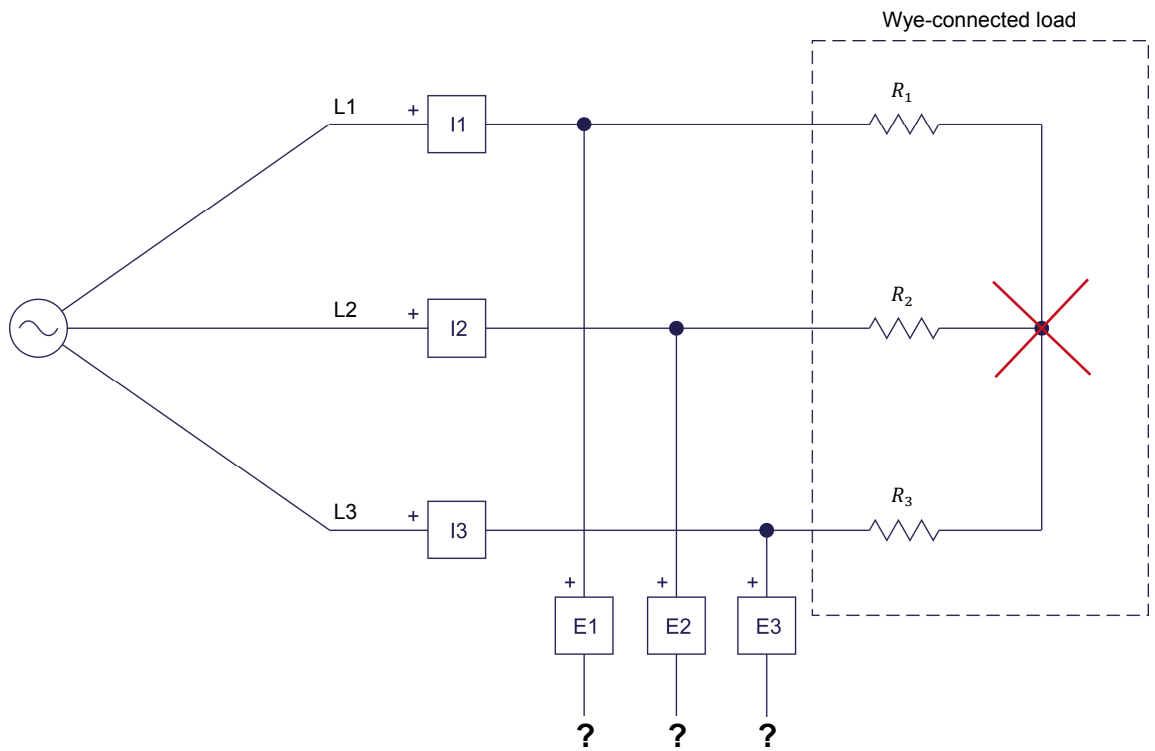 Wye-connected load
L1
+
I1
R₁
L2
+
I2
R₂
L3
+
I3
R₃
+
E1
+
E2
+
E3
? ? ?